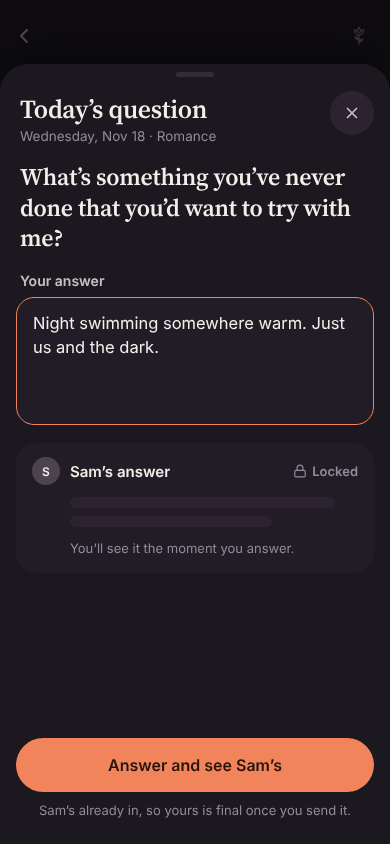 Today’s question
Wednesday, Nov 18 · Romance
What’s something you’ve never
done that you’d want to try with
me?
Your answer
Night swimming somewhere warm. Just
us and the dark.
S
Sam’s answer
Locked
You’ll see it the moment you answer.
Answer and see Sam’s
Sam’s already in, so yours is final once you send it.